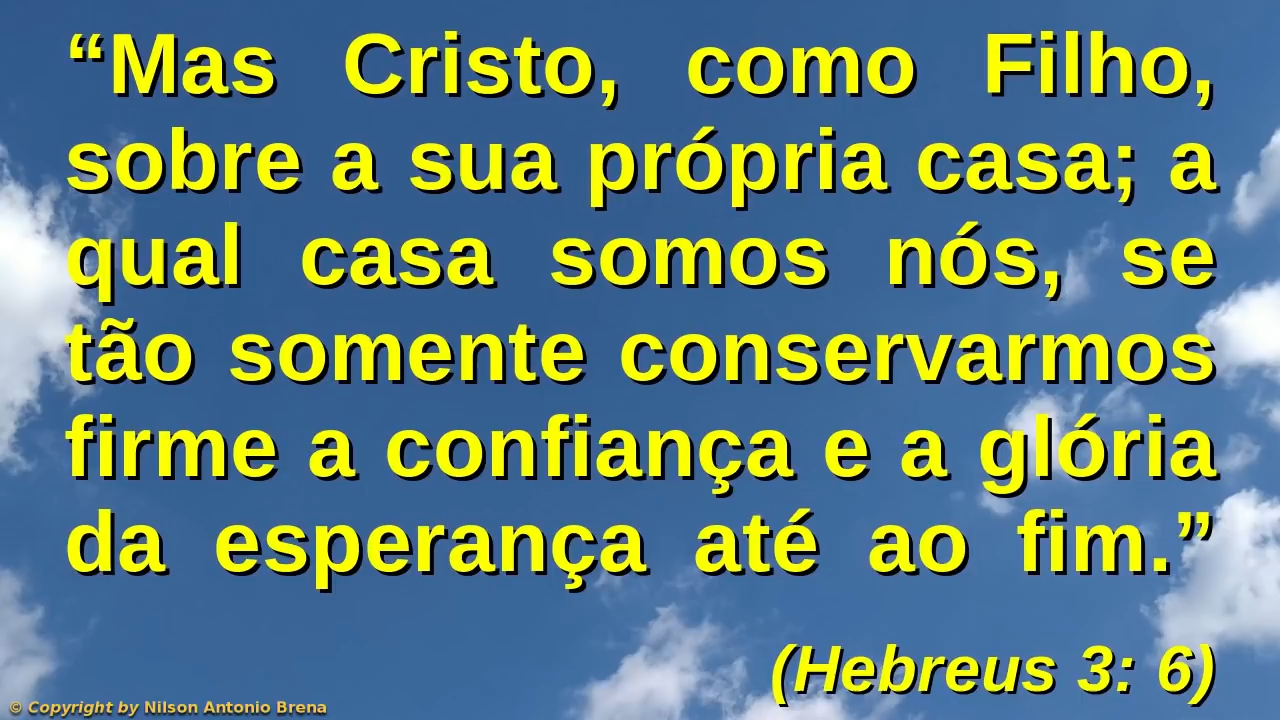 “Mas Cristo, como Filho,
sobre a sua própria casa; a
qual casa somos nós, se
tão somente conservarmos
firme a confiança e a glória
da esperança até ao fim.”
(Hebreus 3: 6)
© Copyright by Nilson Antonio Brena